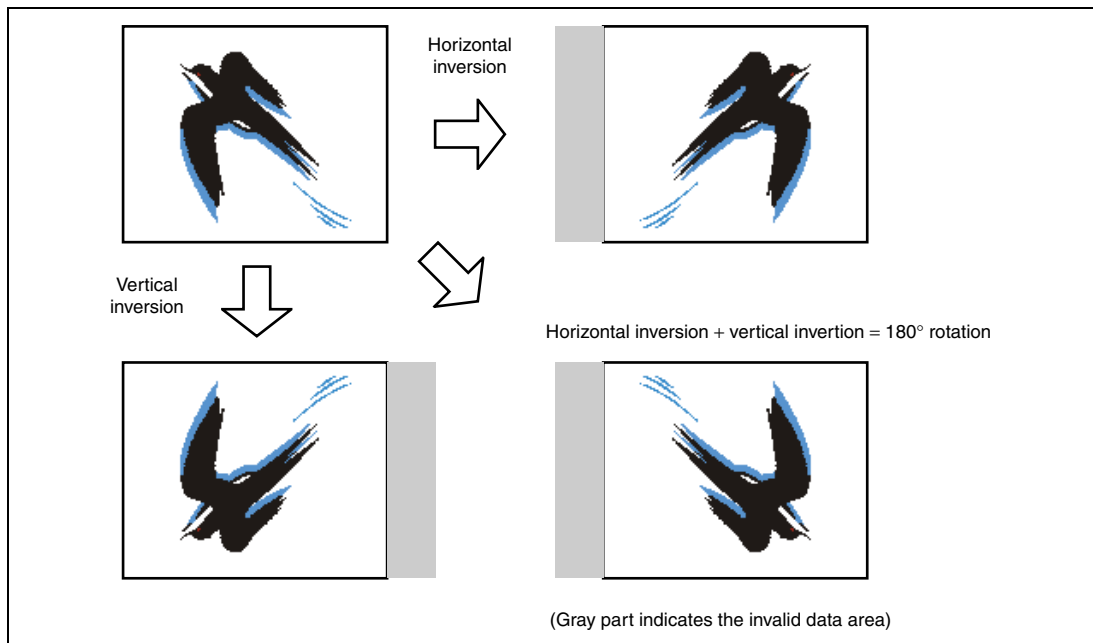 Horizontal
inversion
Vertical
inversion
Horizontal inversion + vertical invertion = 180° rotation
(Gray part indicates the invalid data area)